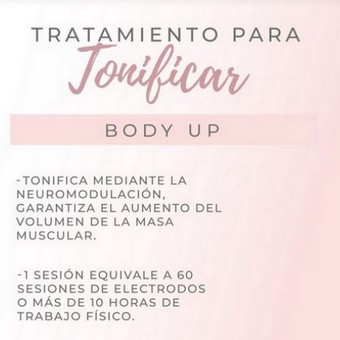 TRATAMIENTO PARA
Tonificar
BODY UP
-TONIFICA MEDIANTE LA
NEUROMODULACIÓN,
GARANTIZA EL AUMENTO DEL
VOLUMEN DE LA MASA
MUSCULAR.
-1 SESIÓN EQUIVALE A 60
SESIONES DE ELECTRODOS
O MÁS DE 10 HORAS DE
TRABAJO FÍSICO.